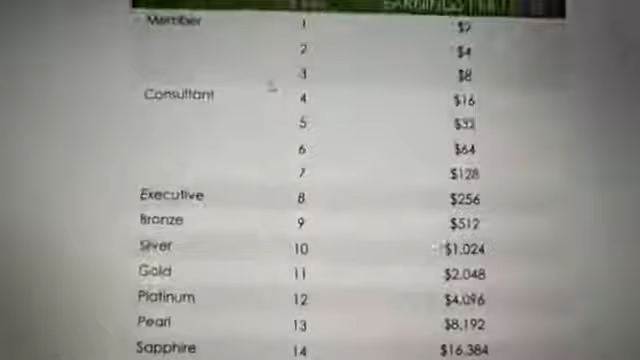 Member 1 $2
2 $4
3 $8
Consultant 4 $16
5 $32
6 $64
7 $128
Executive 8 $256
Bronze 9 $512
Silver 10 $1,024
Gold 11 $2,048
Platinum 12 $4,096
Pearl 13 $8,192
Sapphire 14 $16,384